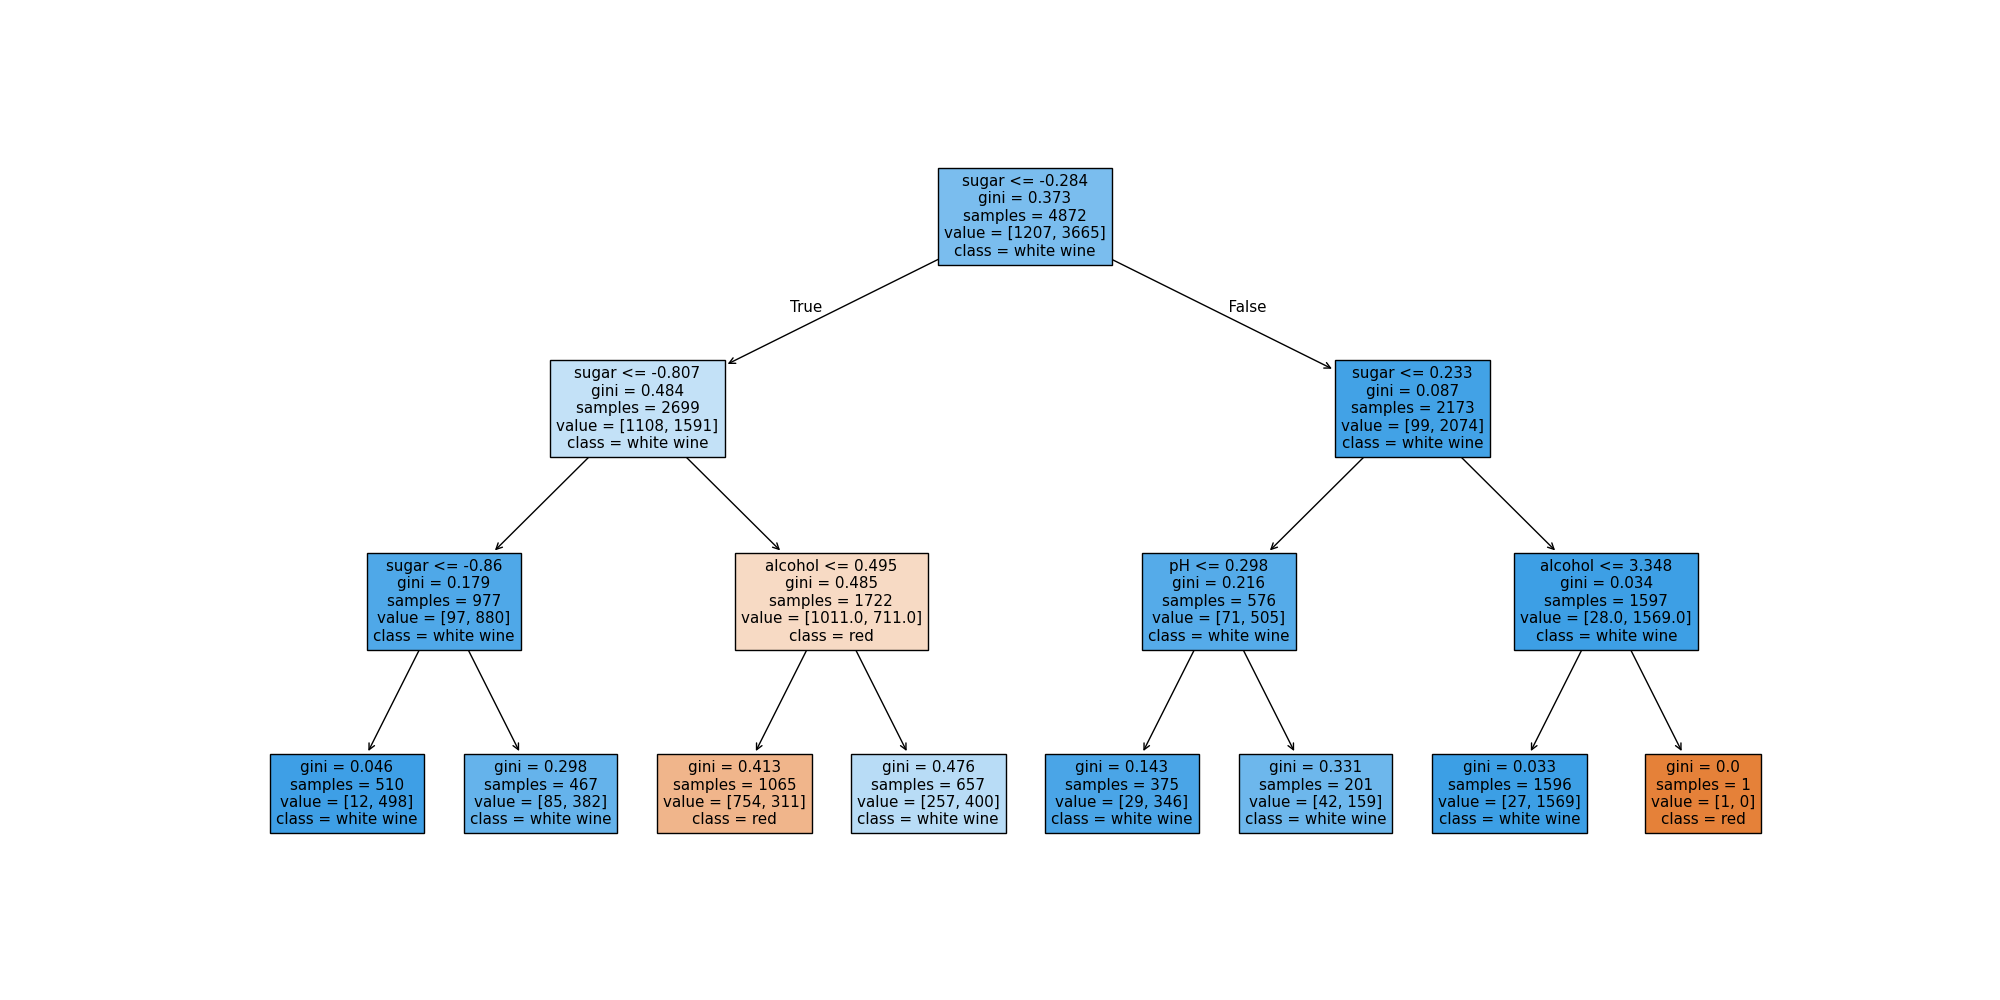 sugar <= -0.284
gini = 0.373
samples = 4872
value = [1207, 3665]
class = white wine
True
False
sugar <= -0.807
gini = 0.484
samples = 2699
value = [1108, 1591]
class = white wine
sugar <= 0.233
gini = 0.087
samples = 2173
value = [99, 2074]
class = white wine
sugar <= -0.86
gini = 0.179
samples = 977
value = [97, 880]
class = white wine
alcohol <= 0.495
gini = 0.485
samples = 1722
value = [1011.0, 711.0]
class = red
pH <= 0.298
gini = 0.216
samples = 576
value = [71, 505]
class = white wine
alcohol <= 3.348
gini = 0.034
samples = 1597
value = [28.0, 1569.0]
class = white wine
gini = 0.046
samples = 510
value = [12, 498]
class = white wine
gini = 0.298
samples = 467
value = [85, 382]
class = white wine
gini = 0.413
samples = 1065
value = [754, 311]
class = red
gini = 0.476
samples = 657
value = [257, 400]
class = white wine
gini = 0.143
samples = 375
value = [29, 346]
class = white wine
gini = 0.331
samples = 201
value = [42, 159]
class = white wine
gini = 0.033
samples = 1596
value = [27, 1569]
class = white wine
gini = 0.0
samples = 1
value = [1, 0]
class = red